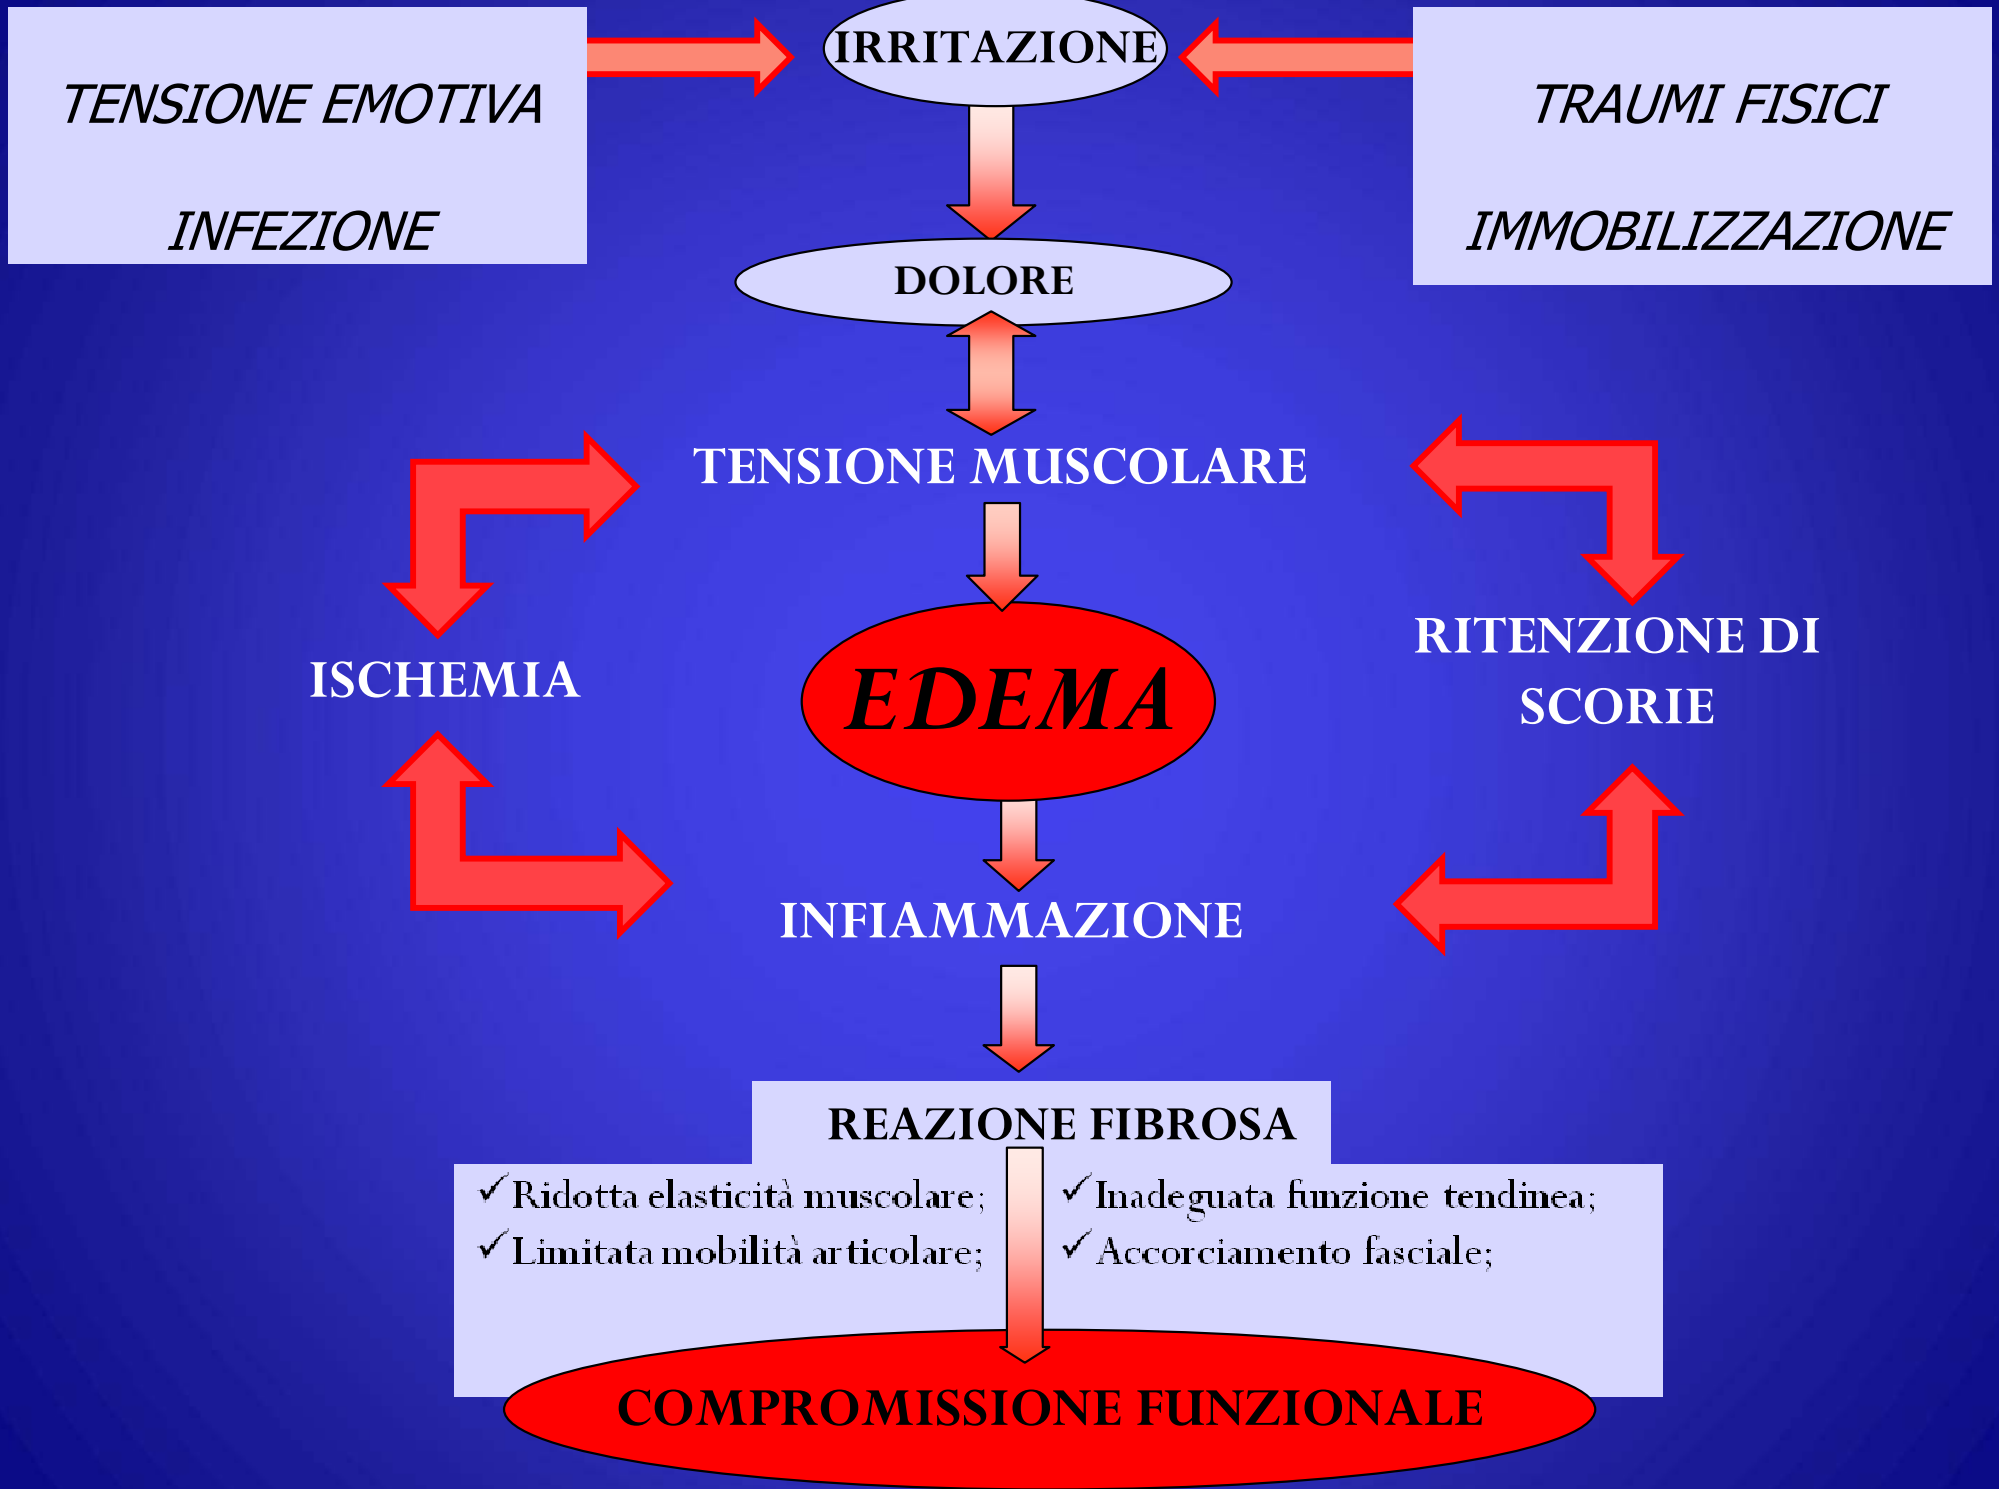 TENSIONE EMOTIVA
INFEZIONE
IRRITAZIONE
TRAUMI FISICI
IMMOBILIZZAZIONE
DOLORE
TENSIONE MUSCOLARE
ISCHEMIA
EDEMA
RITENZIONE DI
SCORIE
INFIAMMAZIONE
REAZIONE FIBROSA
✓Ridotta elasticità muscolare;
✓Limitata mobilità articolare;
✓Inadeguata funzione tendinea;
✓Accorciamento fasciale;
COMPROMISSIONE FUNZIONALE